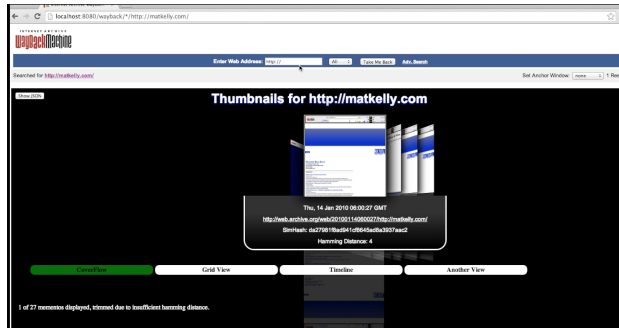 localhost:8080/wayback/*/http://matkelly.com/
INTERNET ARCHIVE
WayBackMachine
Enter Web Address: http:// All Take Me Back Adv. Search
Searched for http://matkelly.com/ Set Anchor Window: none 1 Res
Show JSON
Thumbnails for http://matkelly.com
Thu, 14 Jan 2010 06:00:27 GMT
http://web.archive.org/web/20100114060027/http://matkelly.com/
SimHash: da27981f8ad941cf8645ad8a3937aac2
Hamming Distance: 4
CoverFlow Grid View Timeline Another View
1 of 27 mementos displayed, trimmed due to insufficient hamming distance.